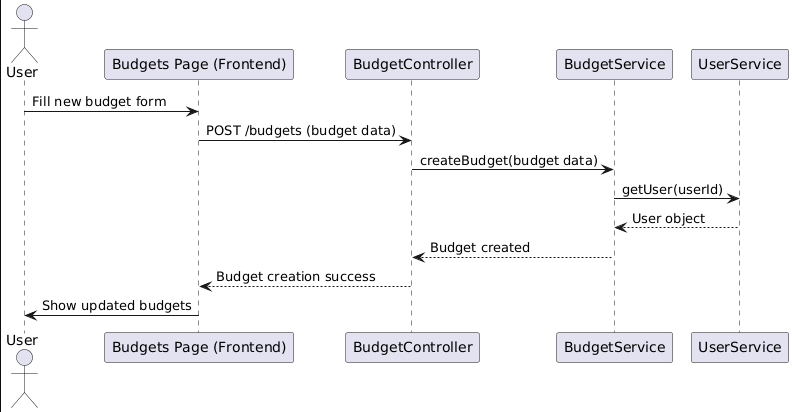 User
Budgets Page (Frontend)
BudgetController
BudgetService
UserService
Fill new budget form
POST /budgets (budget data)
createBudget(budget data)
getUser(userId)
User object
Budget created
Budget creation success
Show updated budgets
User
Budgets Page (Frontend)
BudgetController
BudgetService
UserService